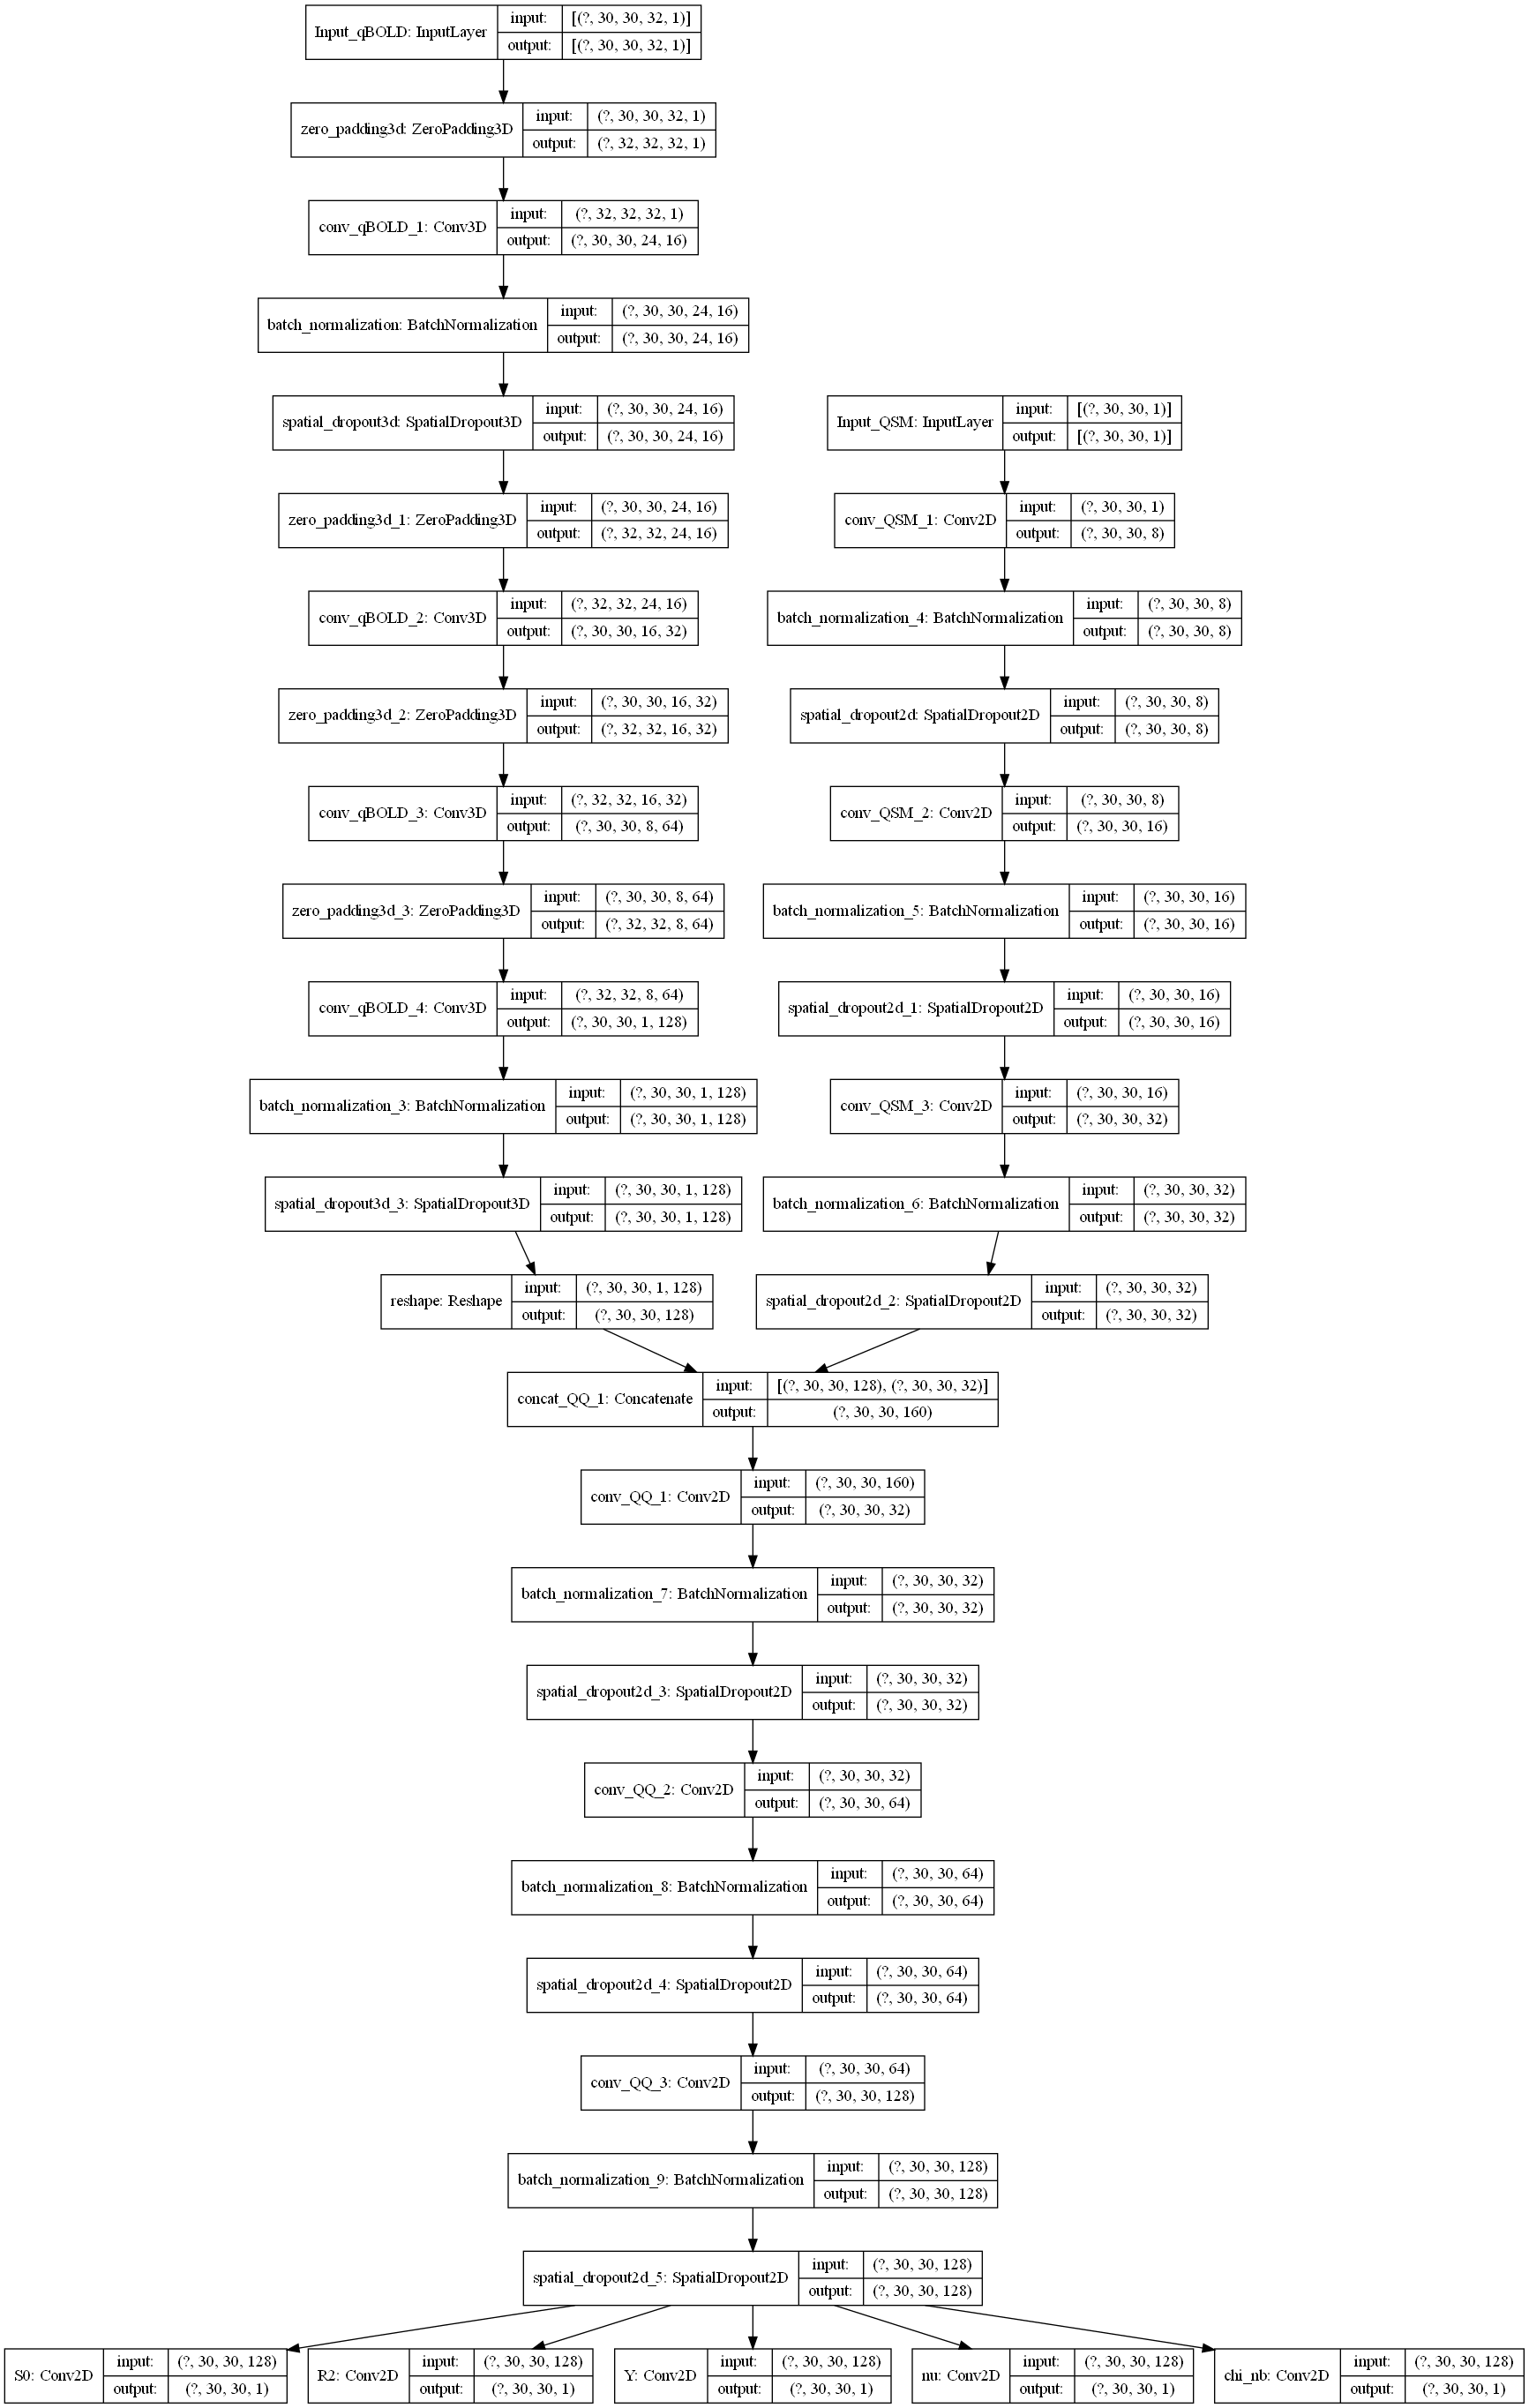 Input_qBOLD: InputLayer
input: [(?, 30, 30, 32, 1)]
output: [(?, 30, 30, 32, 1)]
zero_padding3d: ZeroPadding3D
input: (?, 30, 30, 32, 1)
output: (?, 32, 32, 32, 1)
conv_qBOLD_1: Conv3D
input: (?, 32, 32, 32, 1)
output: (?, 30, 30, 24, 16)
batch_normalization: BatchNormalization
input: (?, 30, 30, 24, 16)
output: (?, 30, 30, 24, 16)
spatial_dropout3d: SpatialDropout3D
input: (?, 30, 30, 24, 16)
output: (?, 30, 30, 24, 16)
Input_QSM: InputLayer
input: [(?, 30, 30, 1)]
output: [(?, 30, 30, 1)]
zero_padding3d_1: ZeroPadding3D
input: (?, 30, 30, 24, 16)
output: (?, 32, 32, 24, 16)
conv_QSM_1: Conv2D
input: (?, 30, 30, 1)
output: (?, 30, 30, 8)
conv_qBOLD_2: Conv3D
input: (?, 32, 32, 24, 16)
output: (?, 30, 30, 16, 32)
batch_normalization_4: BatchNormalization
input: (?, 30, 30, 8)
output: (?, 30, 30, 8)
zero_padding3d_2: ZeroPadding3D
input: (?, 30, 30, 16, 32)
output: (?, 32, 32, 16, 32)
spatial_dropout2d: SpatialDropout2D
input: (?, 30, 30, 8)
output: (?, 30, 30, 8)
conv_qBOLD_3: Conv3D
input: (?, 32, 32, 16, 32)
output: (?, 30, 30, 8, 64)
conv_QSM_2: Conv2D
input: (?, 30, 30, 8)
output: (?, 30, 30, 16)
zero_padding3d_3: ZeroPadding3D
input: (?, 30, 30, 8, 64)
output: (?, 32, 32, 8, 64)
batch_normalization_5: BatchNormalization
input: (?, 30, 30, 16)
output: (?, 30, 30, 16)
conv_qBOLD_4: Conv3D
input: (?, 32, 32, 8, 64)
output: (?, 30, 30, 1, 128)
spatial_dropout2d_1: SpatialDropout2D
input: (?, 30, 30, 16)
output: (?, 30, 30, 16)
batch_normalization_3: BatchNormalization
input: (?, 30, 30, 1, 128)
output: (?, 30, 30, 1, 128)
conv_QSM_3: Conv2D
input: (?, 30, 30, 16)
output: (?, 30, 30, 32)
spatial_dropout3d_3: SpatialDropout3D
input: (?, 30, 30, 1, 128)
output: (?, 30, 30, 1, 128)
batch_normalization_6: BatchNormalization
input: (?, 30, 30, 32)
output: (?, 30, 30, 32)
reshape: Reshape
input: (?, 30, 30, 1, 128)
output: (?, 30, 30, 128)
spatial_dropout2d_2: SpatialDropout2D
input: (?, 30, 30, 32)
output: (?, 30, 30, 32)
concat_QQ_1: Concatenate
input: [(?, 30, 30, 128), (?, 30, 30, 32)]
output: (?, 30, 30, 160)
conv_QQ_1: Conv2D
input: (?, 30, 30, 160)
output: (?, 30, 30, 32)
batch_normalization_7: BatchNormalization
input: (?, 30, 30, 32)
output: (?, 30, 30, 32)
spatial_dropout2d_3: SpatialDropout2D
input: (?, 30, 30, 32)
output: (?, 30, 30, 32)
conv_QQ_2: Conv2D
input: (?, 30, 30, 32)
output: (?, 30, 30, 64)
batch_normalization_8: BatchNormalization
input: (?, 30, 30, 64)
output: (?, 30, 30, 64)
spatial_dropout2d_4: SpatialDropout2D
input: (?, 30, 30, 64)
output: (?, 30, 30, 64)
conv_QQ_3: Conv2D
input: (?, 30, 30, 64)
output: (?, 30, 30, 128)
batch_normalization_9: BatchNormalization
input: (?, 30, 30, 128)
output: (?, 30, 30, 128)
spatial_dropout2d_5: SpatialDropout2D
input: (?, 30, 30, 128)
output: (?, 30, 30, 128)
S0: Conv2D
input: (?, 30, 30, 128)
output: (?, 30, 30, 1)
R2: Conv2D
input: (?, 30, 30, 128)
output: (?, 30, 30, 1)
Y: Conv2D
input: (?, 30, 30, 128)
output: (?, 30, 30, 1)
nu: Conv2D
input: (?, 30, 30, 128)
output: (?, 30, 30, 1)
chi_nb: Conv2D
input: (?, 30, 30, 128)
output: (?, 30, 30, 1)